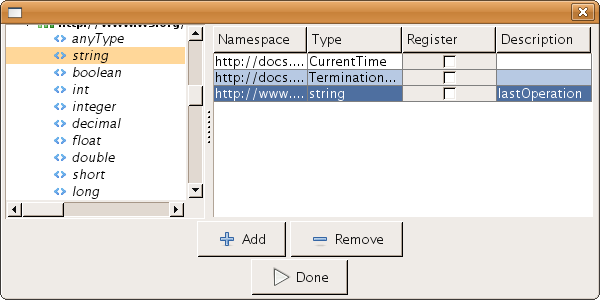 anyType
string
boolean
int
integer
decimal
float
double
short
long
Namespace Type Register Description
http://docs.... CurrentTime
http://docs.... Termination...
http://www.... string lastOperation
Add Remove
Done